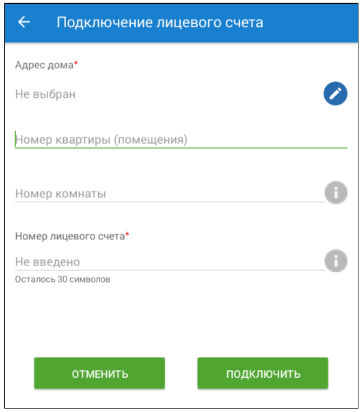 Подключение лицевого счета
Адрес дома*
Не выбран
Номер квартиры (помещения)
Номер комнаты
Номер лицевого счета*
Не введено
Осталось 30 символов
ОТМЕНИТЬ
ПОДКЛЮЧИТЬ